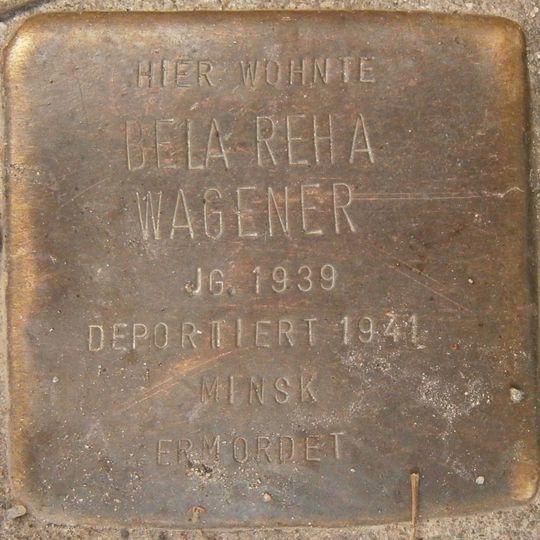 HIER WOHNTE
BELA REHA
WAGENER
JG. 1939
DEPORTIERT 1941
MINSK
ERMORDET